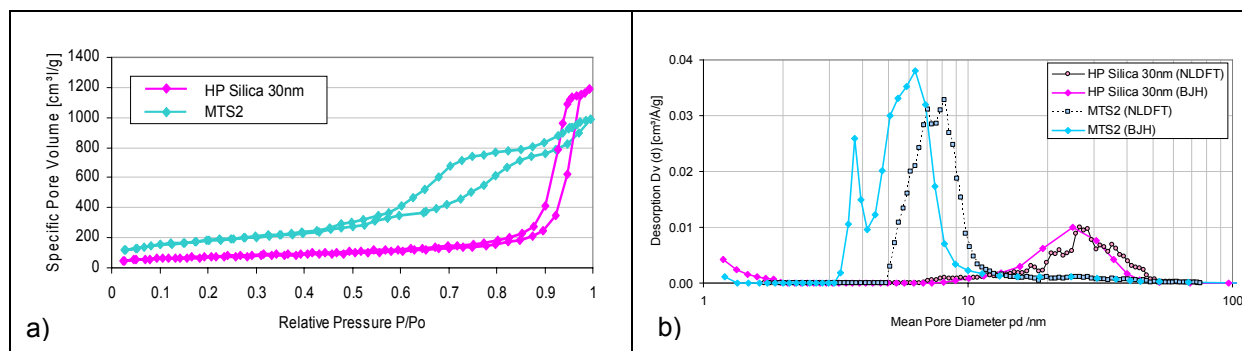 1400
1200
1000
800
600
400
200
0
Specific Pore Volume [cm³l/g]
HP Silica 30nm
MTS2
0 0.1 0.2 0.3 0.4 0.5 0.6 0.7 0.8 0.9 1
Relative Pressure P/Po
a)
0.04
0.03
0.02
0.01
0.00
Desorption Dv (d) [cm³/Å/g]
HP Silica 30nm (NLDFT)
HP Silica 30nm (BJH)
MTS2 (NLDFT)
MTS2 (BJH)
1 10 100
Mean Pore Diameter pd /nm
b)